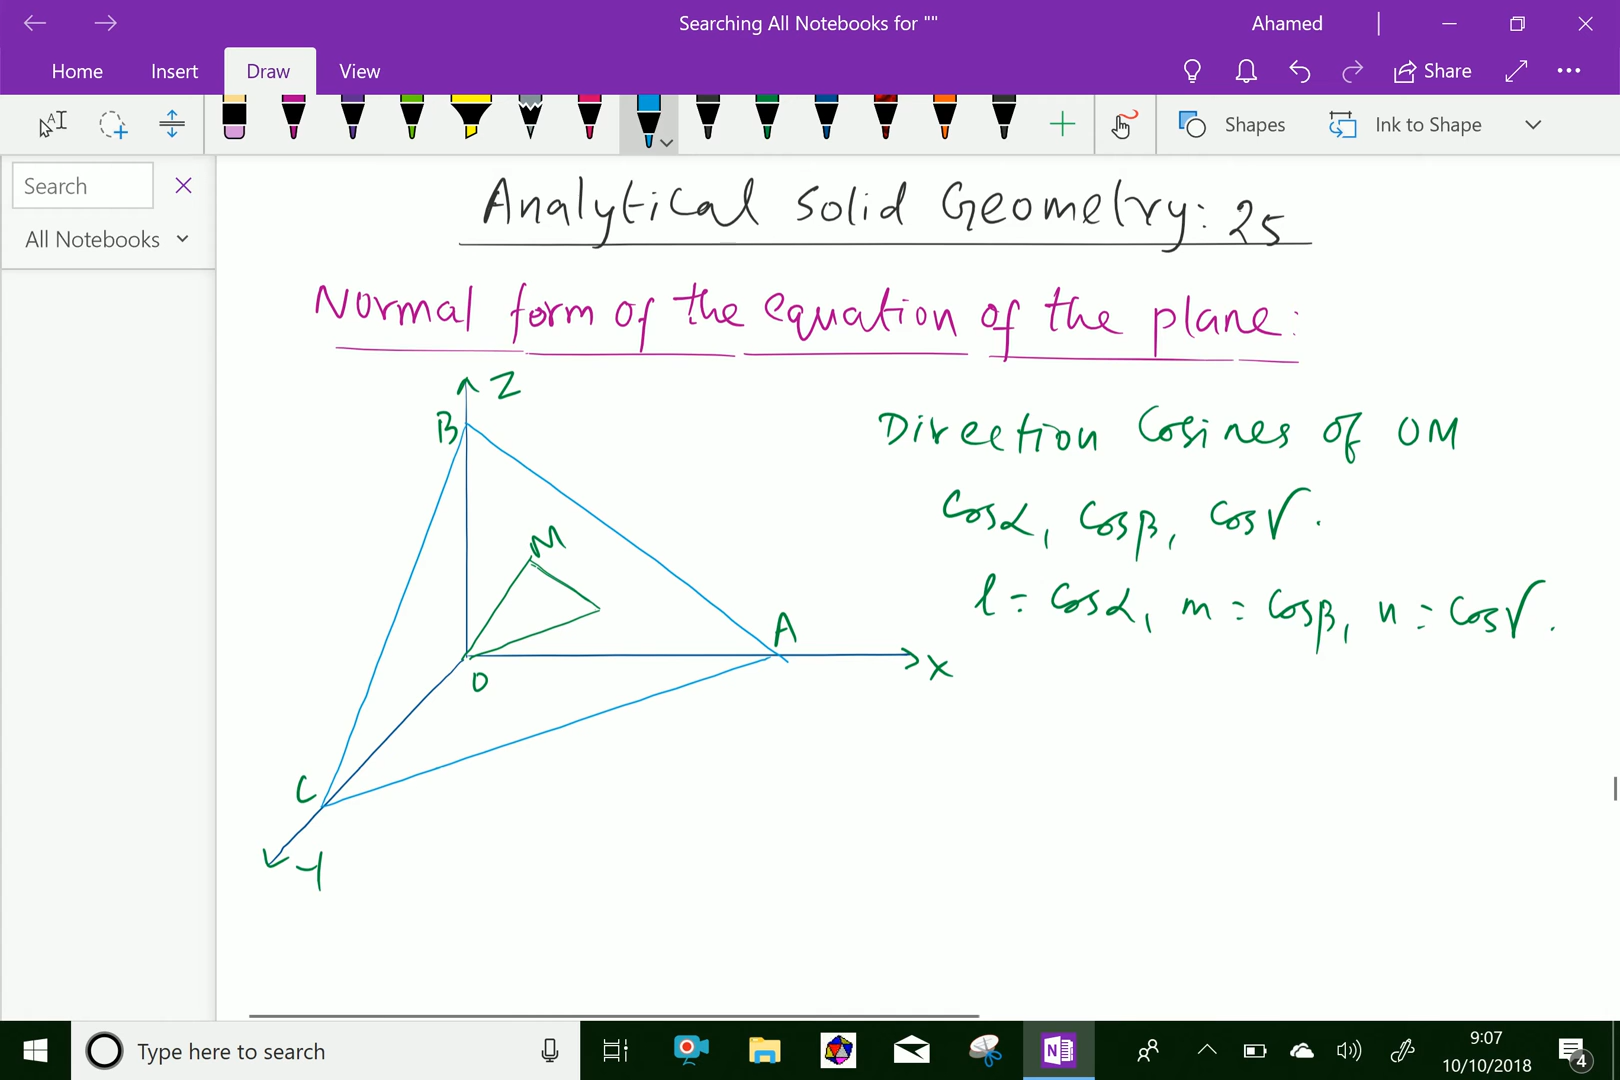 Searching All Notebooks for ""
Ahamed
Home Insert Draw View
Share
Shapes
Ink to Shape
Search
All Notebooks
Analytical Solid Geometry: 25
Normal form of the equation of the plane:
Z
B
M
A
X
O
C
Y
Direction Cosines of OM
Cosα, Cosβ, Cosγ.
l = Cosα, m = Cosβ, n = Cosγ.
Type here to search
9:07
10/10/2018
4